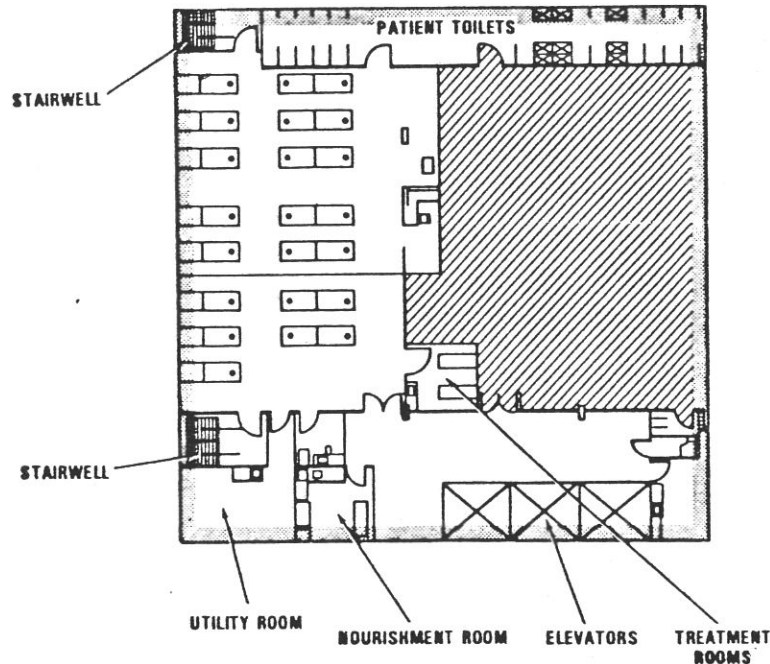 PATIENT TOILETS
STAIRWELL
STAIRWELL
UTILITY ROOM
NOURISHMENT ROOM
ELEVATORS
TREATMENT
ROOMS